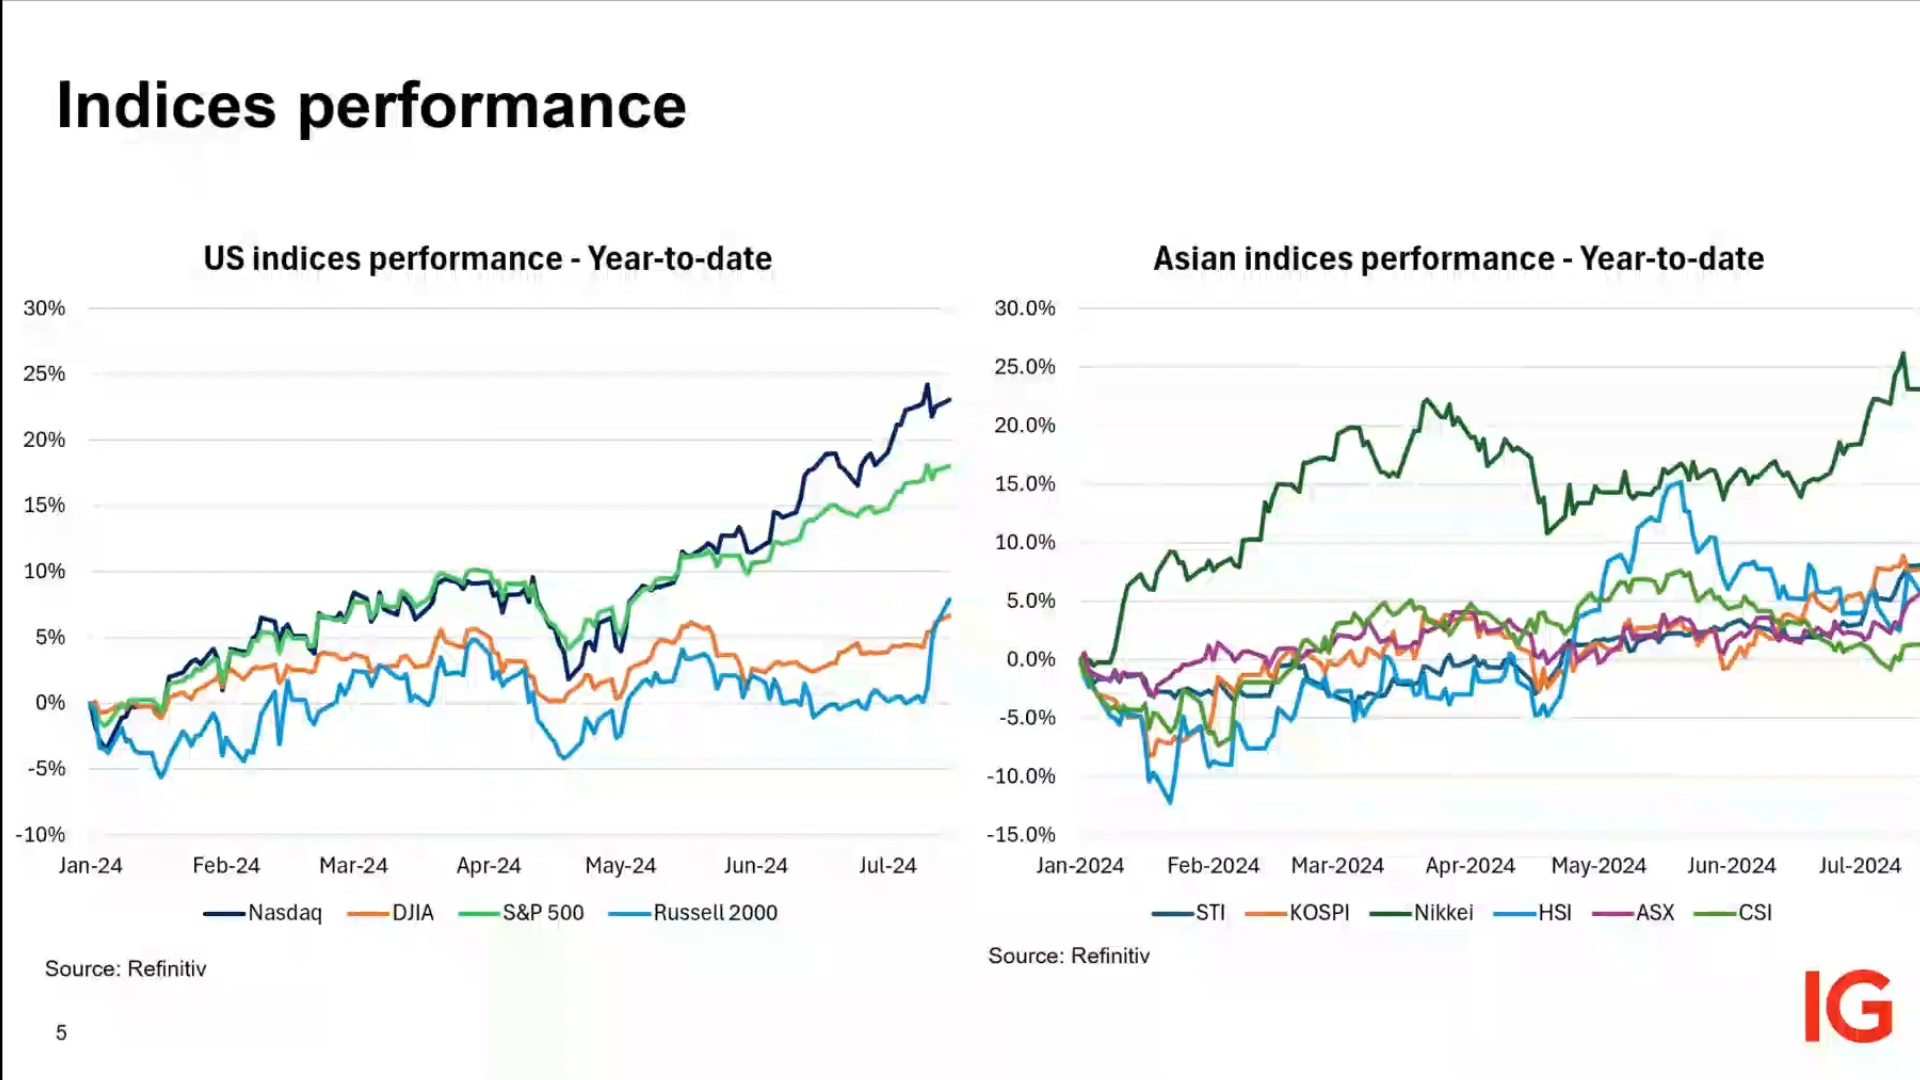 Indices performance
US indices performance - Year-to-date
30%
25%
20%
15%
10%
5%
0%
-5%
-10%
Jan-24 Feb-24 Mar-24 Apr-24 May-24 Jun-24 Jul-24
Nasdaq DJIA S&P 500 Russell 2000
Source: Refinitiv
Asian indices performance - Year-to-date
30.0%
25.0%
20.0%
15.0%
10.0%
5.0%
0.0%
-5.0%
-10.0%
-15.0%
Jan-2024 Feb-2024 Mar-2024 Apr-2024 May-2024 Jun-2024 Jul-2024
STI KOSPI Nikkei HSI ASX CSI
Source: Refinitiv
IG
5